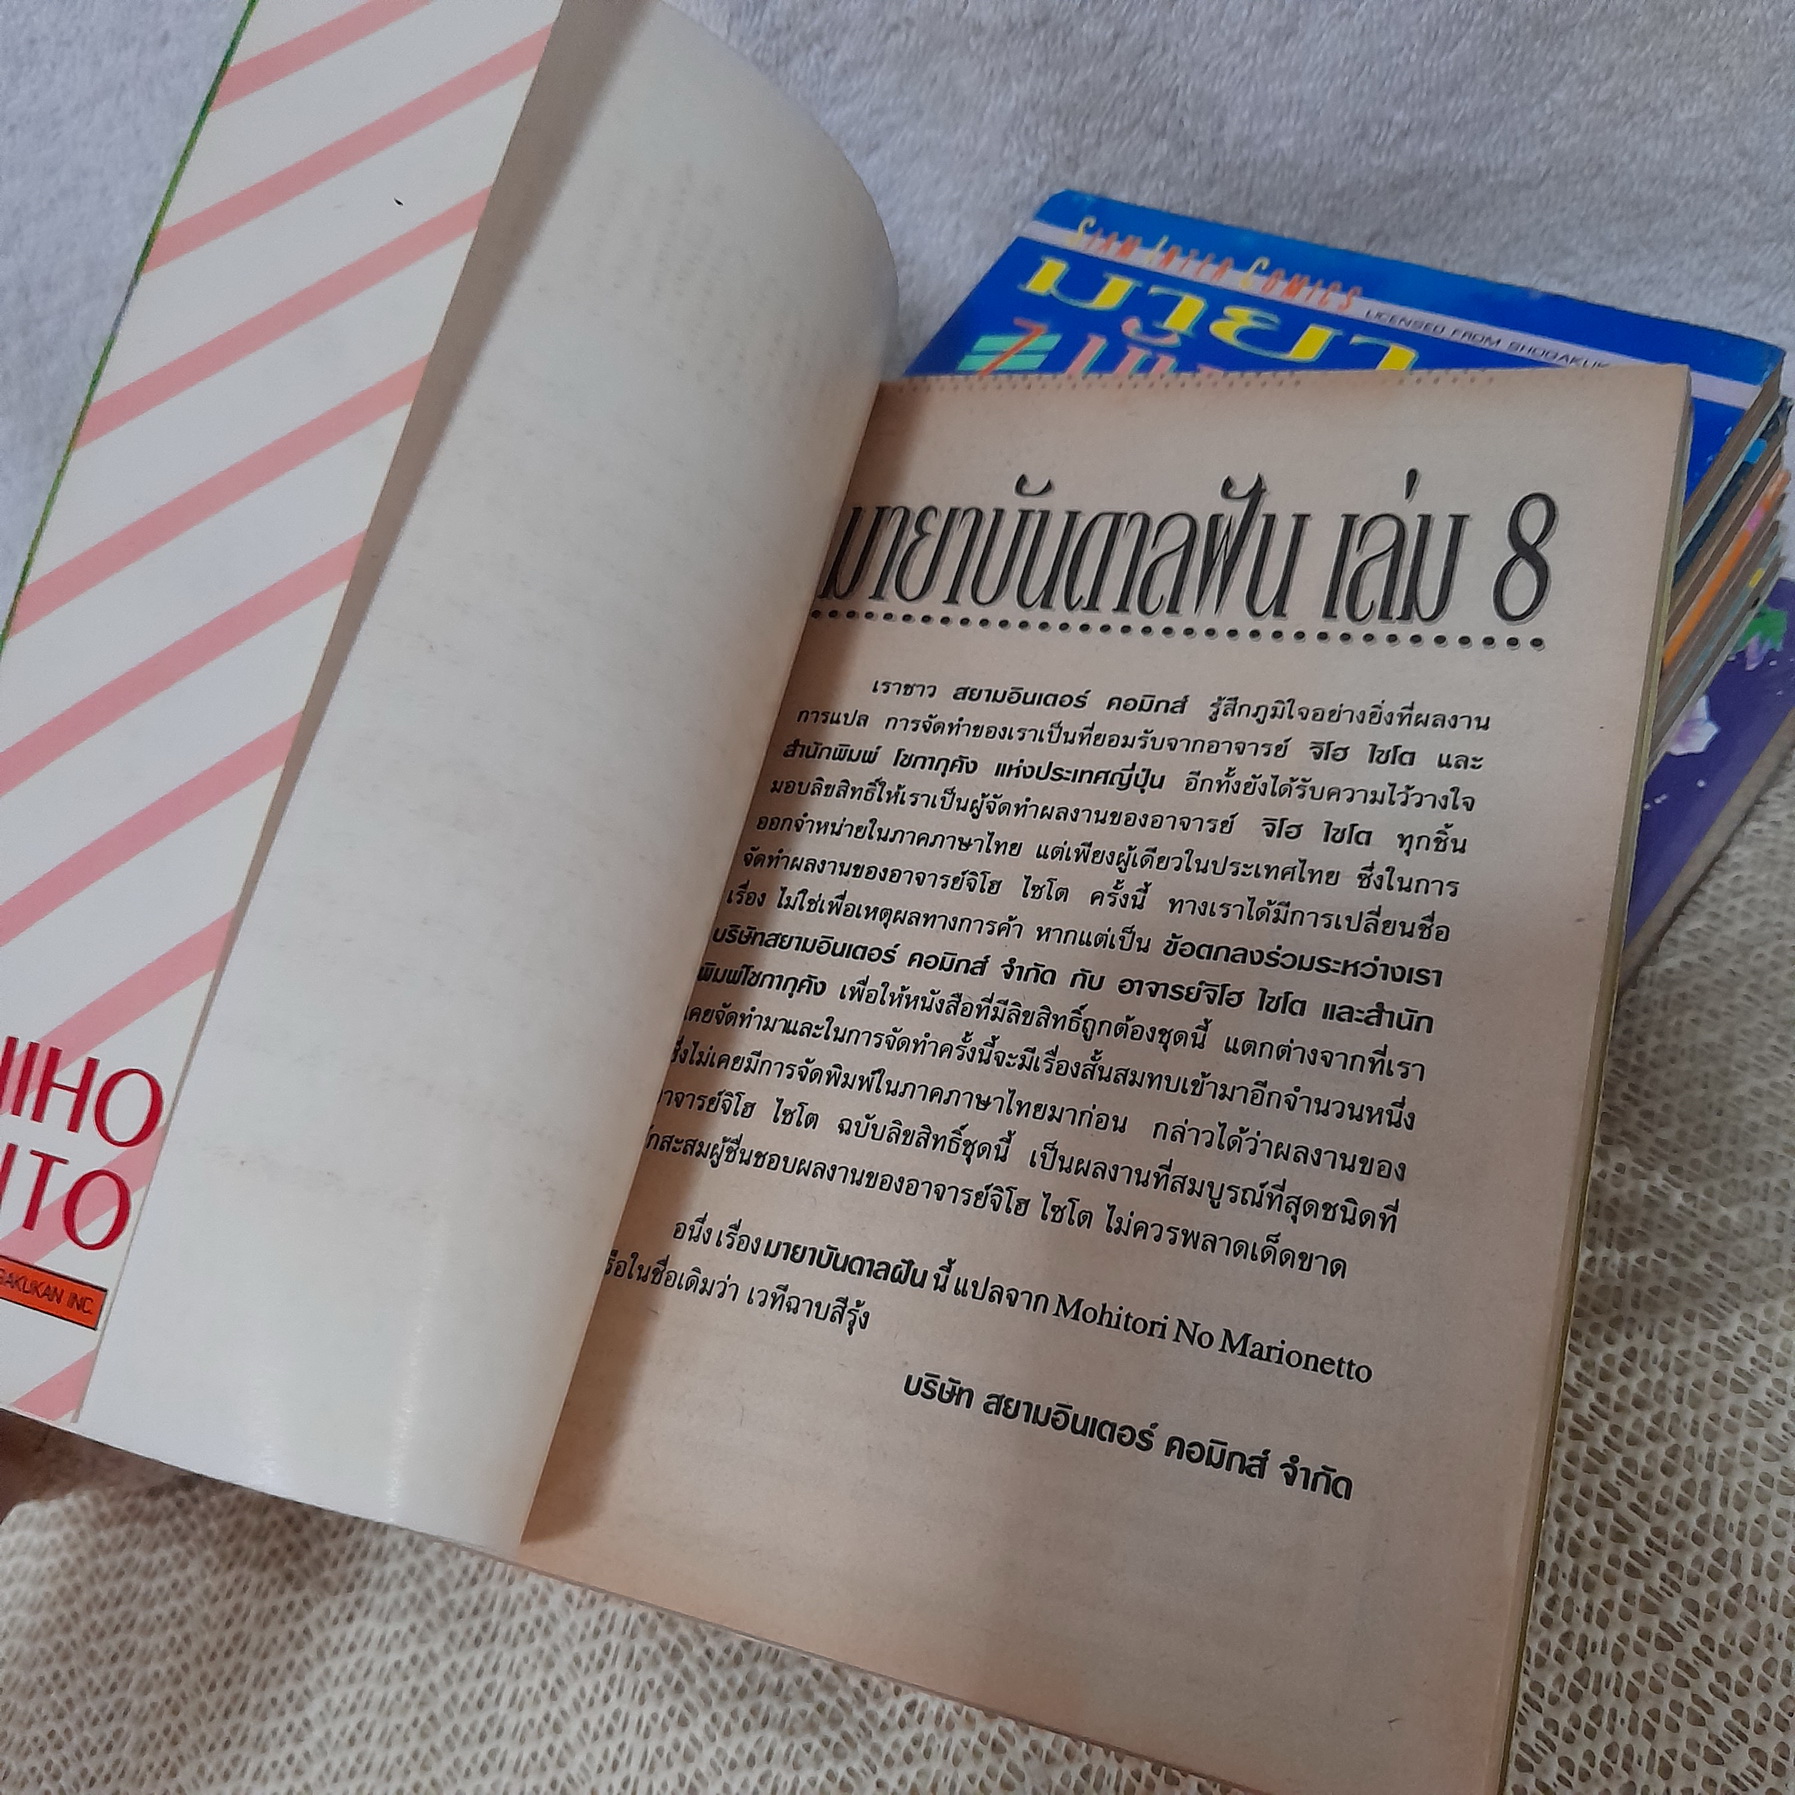 JIHO
ITO
GAKUKAN INC.
SIAM INTER COMICS
LICENSED FROM SHOGAKUK
มายา
มายาบันดาลฝัน เล่ม 8
เราชาว สยามอินเตอร์ คอมิกส์ รู้สึกภูมิใจอย่างยิ่งที่ผลงาน
การแปล การจัดทำของเราเป็นที่ยอมรับจากอาจารย์ จิโฮ ไซโต และ
สำนักพิมพ์ โชกากุคัง แห่งประเทศญี่ปุ่น อีกทั้งยังได้รับความไว้วางใจ
มอบลิขสิทธิ์ให้เราเป็นผู้จัดทำผลงานของอาจารย์ จิโฮ ไซโต ทุกชิ้น
ออกจำหน่ายในภาคภาษาไทย แต่เพียงผู้เดียวในประเทศไทย ซึ่งในการ
จัดทำผลงานของอาจารย์จิโฮ ไซโต ครั้งนี้ ทางเราได้มีการเปลี่ยนชื่อ
เรื่อง ไม่ใช่เพื่อเหตุผลทางการค้า หากแต่เป็น ข้อตกลงร่วมระหว่างเรา
บริษัทสยามอินเตอร์ คอมิกส์ จำกัด กับ อาจารย์จิโฮ ไซโต และสำนัก
พิมพ์โชกากุคัง เพื่อให้หนังสือที่มีลิขสิทธิ์ถูกต้องชุดนี้ แตกต่างจากที่เรา
เคยจัดทำมาและในการจัดทำครั้งนี้จะมีเรื่องสั้นสมทบเข้ามาอีกจำนวนหนึ่ง
ซึ่งไม่เคยมีการจัดพิมพ์ในภาคภาษาไทยมาก่อน กล่าวได้ว่าผลงานของ
าจารย์จิโฮ ไซโต ฉบับลิขสิทธิ์ชุดนี้ เป็นผลงานที่สมบูรณ์ที่สุดชนิดที่
ักสะสมผู้ชื่นชอบผลงานของอาจารย์จิโฮ ไซโต ไม่ควรพลาดเด็ดขาด
อนึ่ง เรื่องมายาบันดาลฝัน นี้ แปลจาก Mohitori No Marionetto
รือในชื่อเดิมว่า เวทีฉาบสีรุ้ง
บริษัท สยามอินเตอร์ คอมิกส์ จำกัด